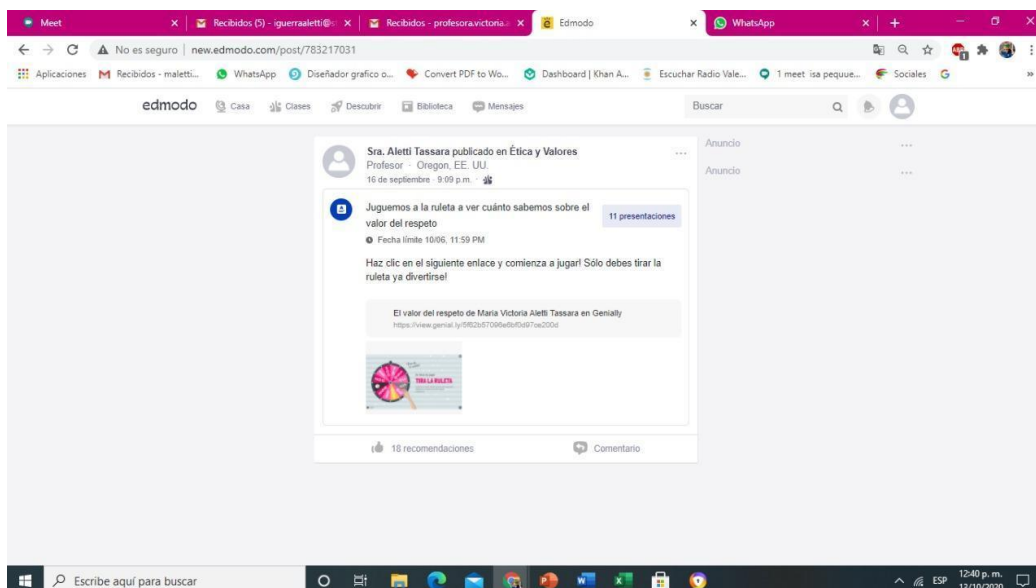 Meet
Recibidos (5) - iguerraaletti@s
Recibidos - profesora.victoria.a
Edmodo
WhatsApp
No es seguro new.edmodo.com/post/783217031
Aplicaciones Recibidos - maletti... WhatsApp Diseñador grafico o... Convert PDF to Wo... Dashboard | Khan A... Escuchar Radio Vale... 1 meet isa pequue... Sociales
edmodo Casa Clases Descubrir Biblioteca Mensajes Buscar
Sra. Aletti Tassara publicado en Ética y Valores
Profesor · Oregon, EE. UU.
16 de septiembre · 9:09 p.m. ·
Anuncio
Anuncio
Juguemos a la ruleta a ver cuánto sabemos sobre el
valor del respeto
11 presentaciones
Fecha límite 10/06, 11:59 PM
Haz clic en el siguiente enlace y comienza a jugar! Sólo debes tirar la
ruleta ya divertirse!
El valor del respeto de Maria Victoria Aletti Tassara en Genially
TIRA LA RULETA
18 recomendaciones Comentario
Escribe aquí para buscar
ESP
12:40 p. m.
13/10/2020